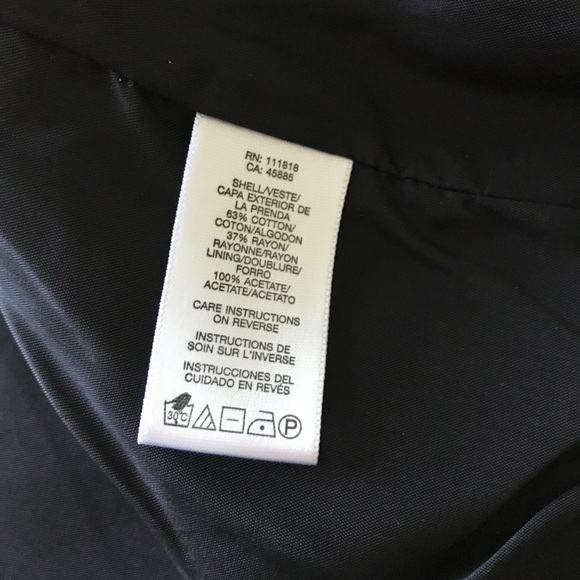 RN: 111818
CA: 45885
SHELL/VESTE/
CAPA EXTERIOR DE
LA PRENDA
63% COTTON/
COTON/ALGODON
37% RAYON/
RAYONNE/RAYON
LINING/DOUBLURE/
FORRO
100% ACETATE/
ACETATE/ACETATO
CARE INSTRUCTIONS
ON REVERSE
INSTRUCTIONS DE
SOIN SUR L'INVERSE
INSTRUCCIONES DEL
CUIDADO EN REVÉS
30°C P